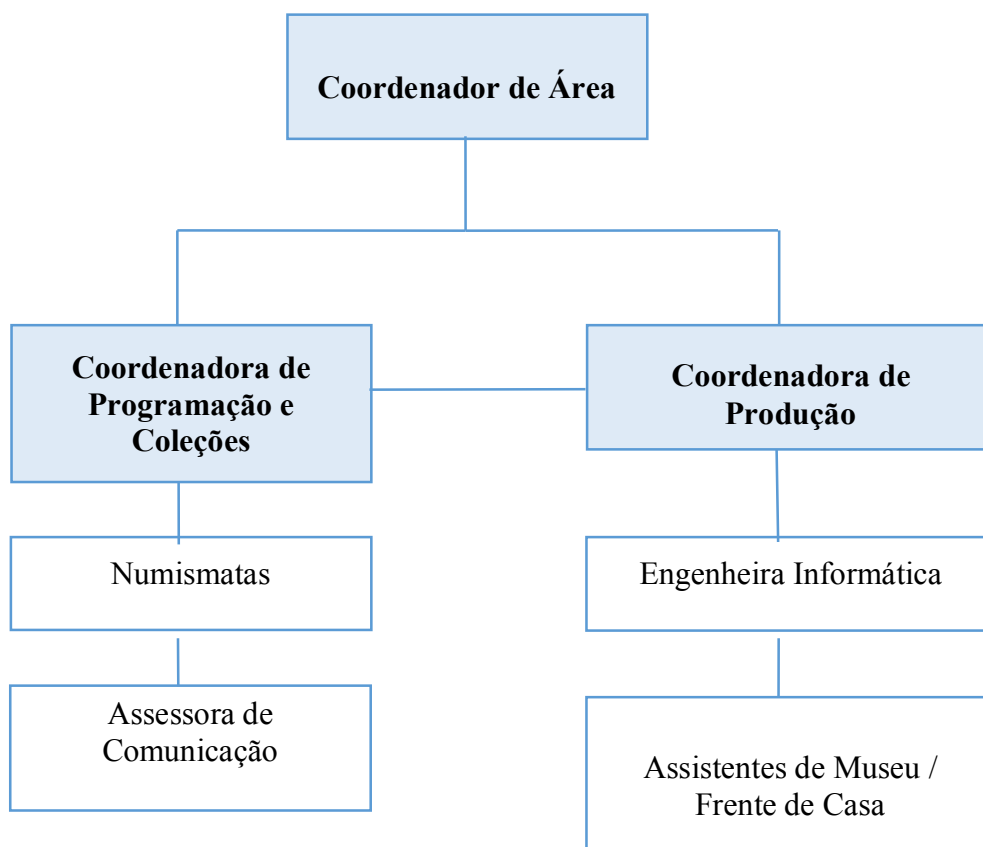 Coordenador de Área
Coordenadora de
Programação e
Coleções
Coordenadora de
Produção
Numismatas
Engenheira Informática
Assessora de
Comunicação
Assistentes de Museu /
Frente de Casa